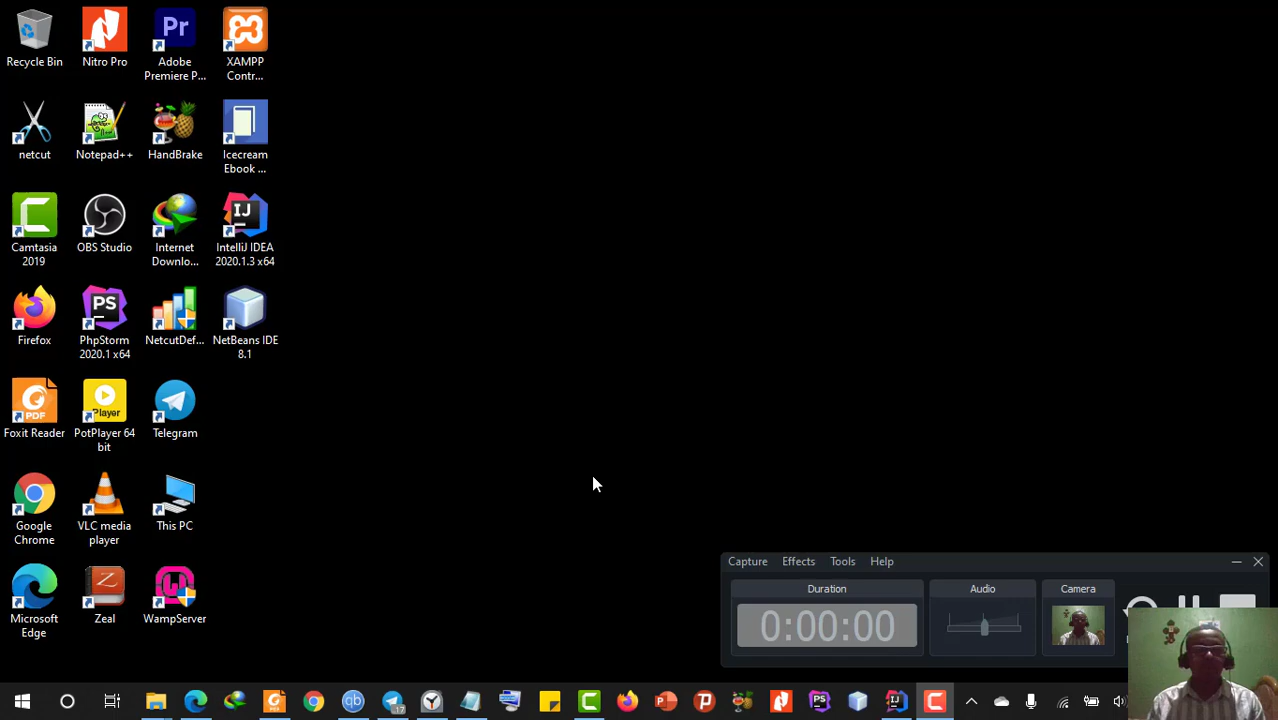 Recycle Bin
Nitro Pro
Adobe
Premiere P...
XAMPP
Contr...
netcut
Notepad++
HandBrake
Icecream
Ebook ...
Camtasia
2019
OBS Studio
Internet
Downlo...
IntelliJ IDEA
2020.1.3 x64
Firefox
PhpStorm
2020.1 x64
NetcutDef...
NetBeans IDE
8.1
Foxit Reader
PotPlayer 64
bit
Telegram
Google
Chrome
VLC media
player
This PC
Microsoft
Edge
Zeal
WampServer
Pr
IJ
PS
PDF
Player
Z
Capture Effects Tools Help
Duration
Audio
Camera
0:00:00
qb
17